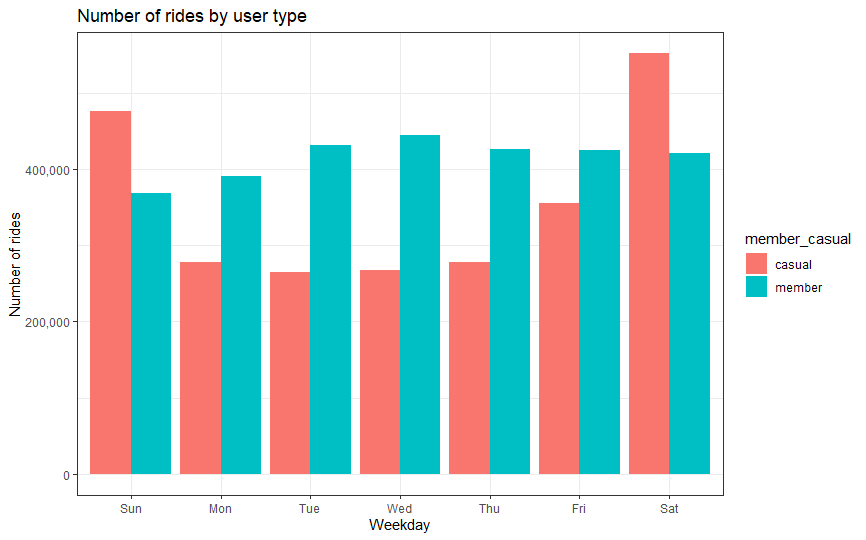 Number of rides by user type
Number of rides
400,000
200,000
0
Sun Mon Tue Wed Thu Fri Sat
Weekday
member_casual
casual
member